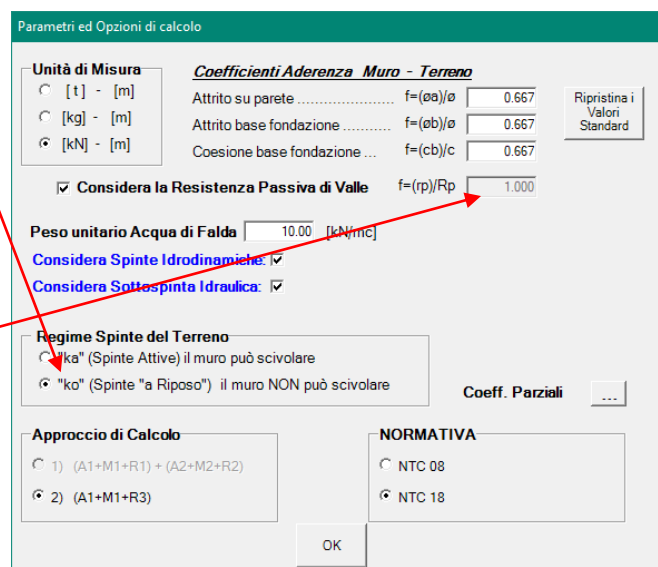 Parametri ed Opzioni di calcolo
Unità di Misura
[t] - [m]
[kg] - [m]
[kN] - [m]
Coefficienti Aderenza Muro - Terreno
Attrito su parete ..................... f=(øa)/ø 0.667
Attrito base fondazione ........... f=(øb)/ø 0.667
Coesione base fondazione ... f=(cb)/c 0.667
Ripristina i
Valori
Standard
Considera la Resistenza Passiva di Valle f=(rp)/Rp 1.000
Peso unitario Acqua di Falda 10.00 [kN/mc]
Considera Spinte Idrodinamiche:
Considera Sottospinta Idraulica:
Regime Spinte del Terreno
"ka" (Spinte Attive) il muro può scivolare
"ko" (Spinte "a Riposo") il muro NON può scivolare
Coeff. Parziali ...
Approccio di Calcolo
1) (A1+M1+R1) + (A2+M2+R2)
2) (A1+M1+R3)
NORMATIVA
NTC 08
NTC 18
OK